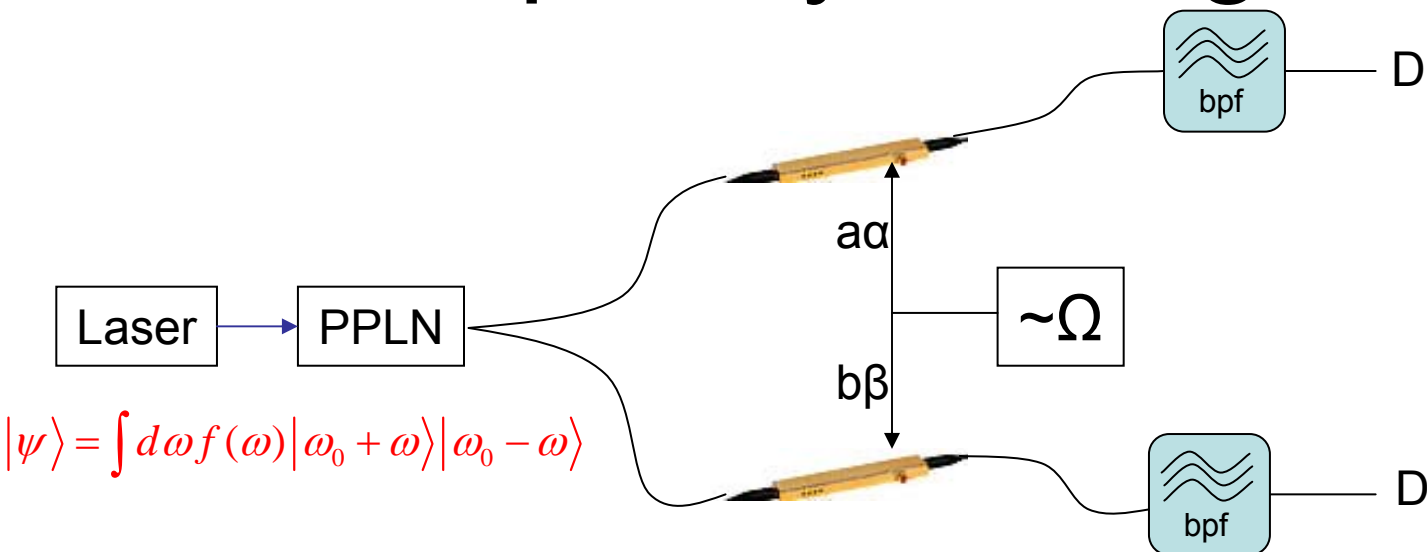 bpf
D
aα
Laser
PPLN
~Ω
bβ
|ψ⟩ = ∫ dω f(ω)|ω₀ + ω⟩|ω₀ − ω⟩
bpf
D